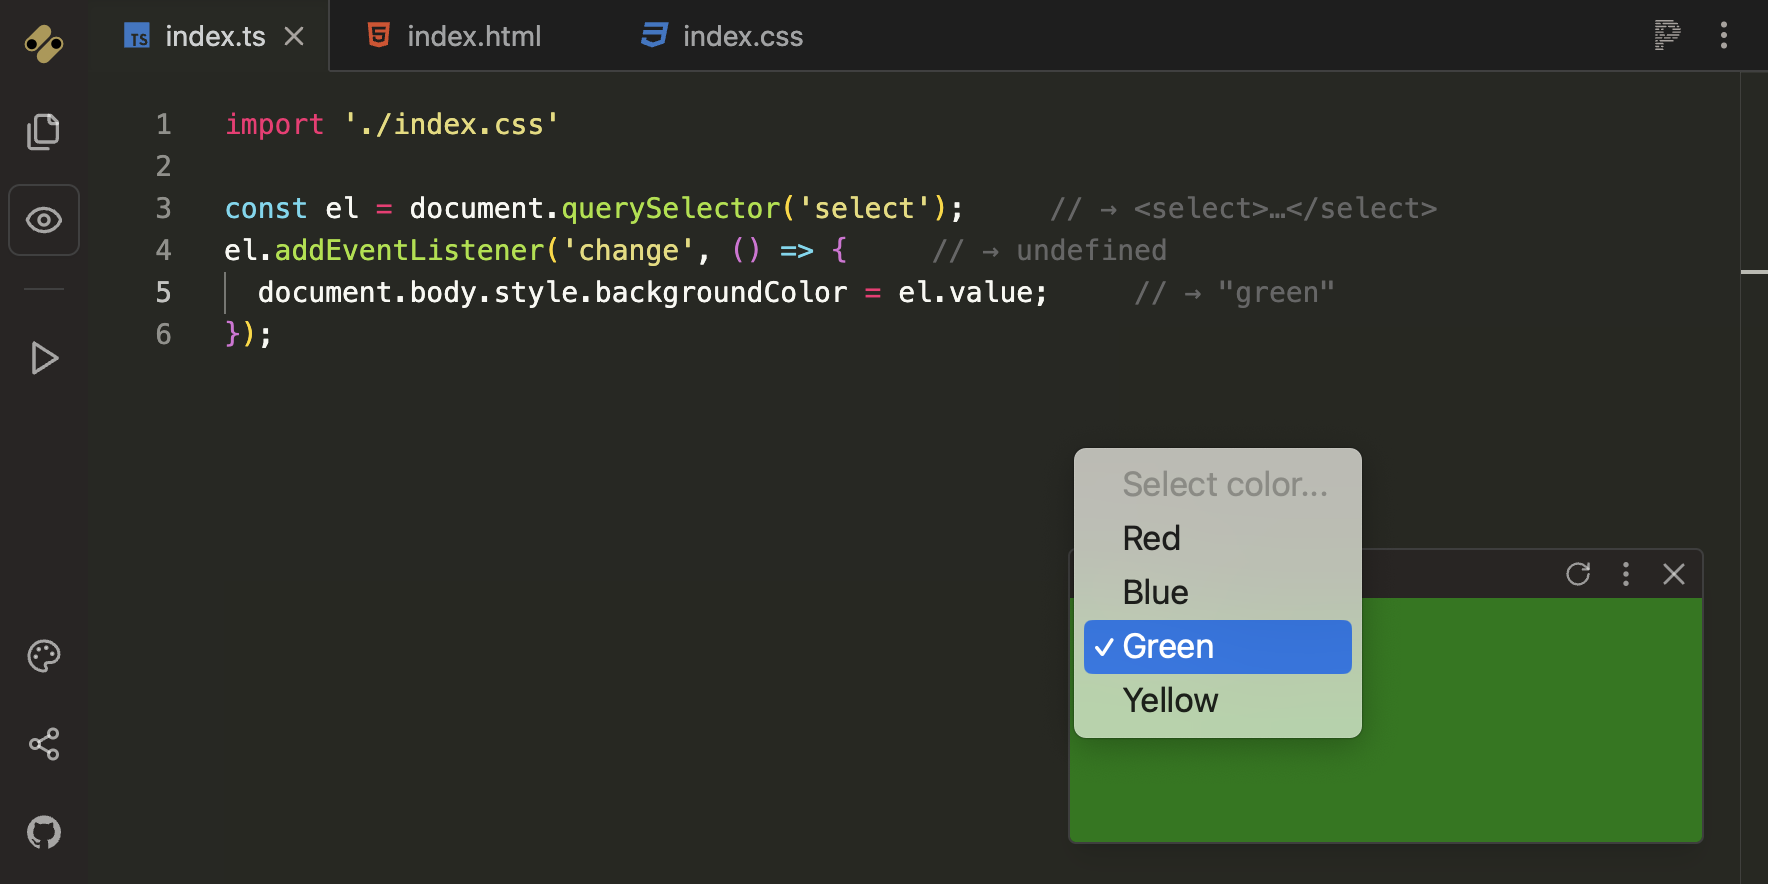 TS index.ts index.html index.css
1 import './index.css'
2
3 const el = document.querySelector('select'); // → <select>…</select>
4 el.addEventListener('change', () => { // → undefined
5 document.body.style.backgroundColor = el.value; // → "green"
6 });
Select color...
Red
Blue
✓ Green
Yellow